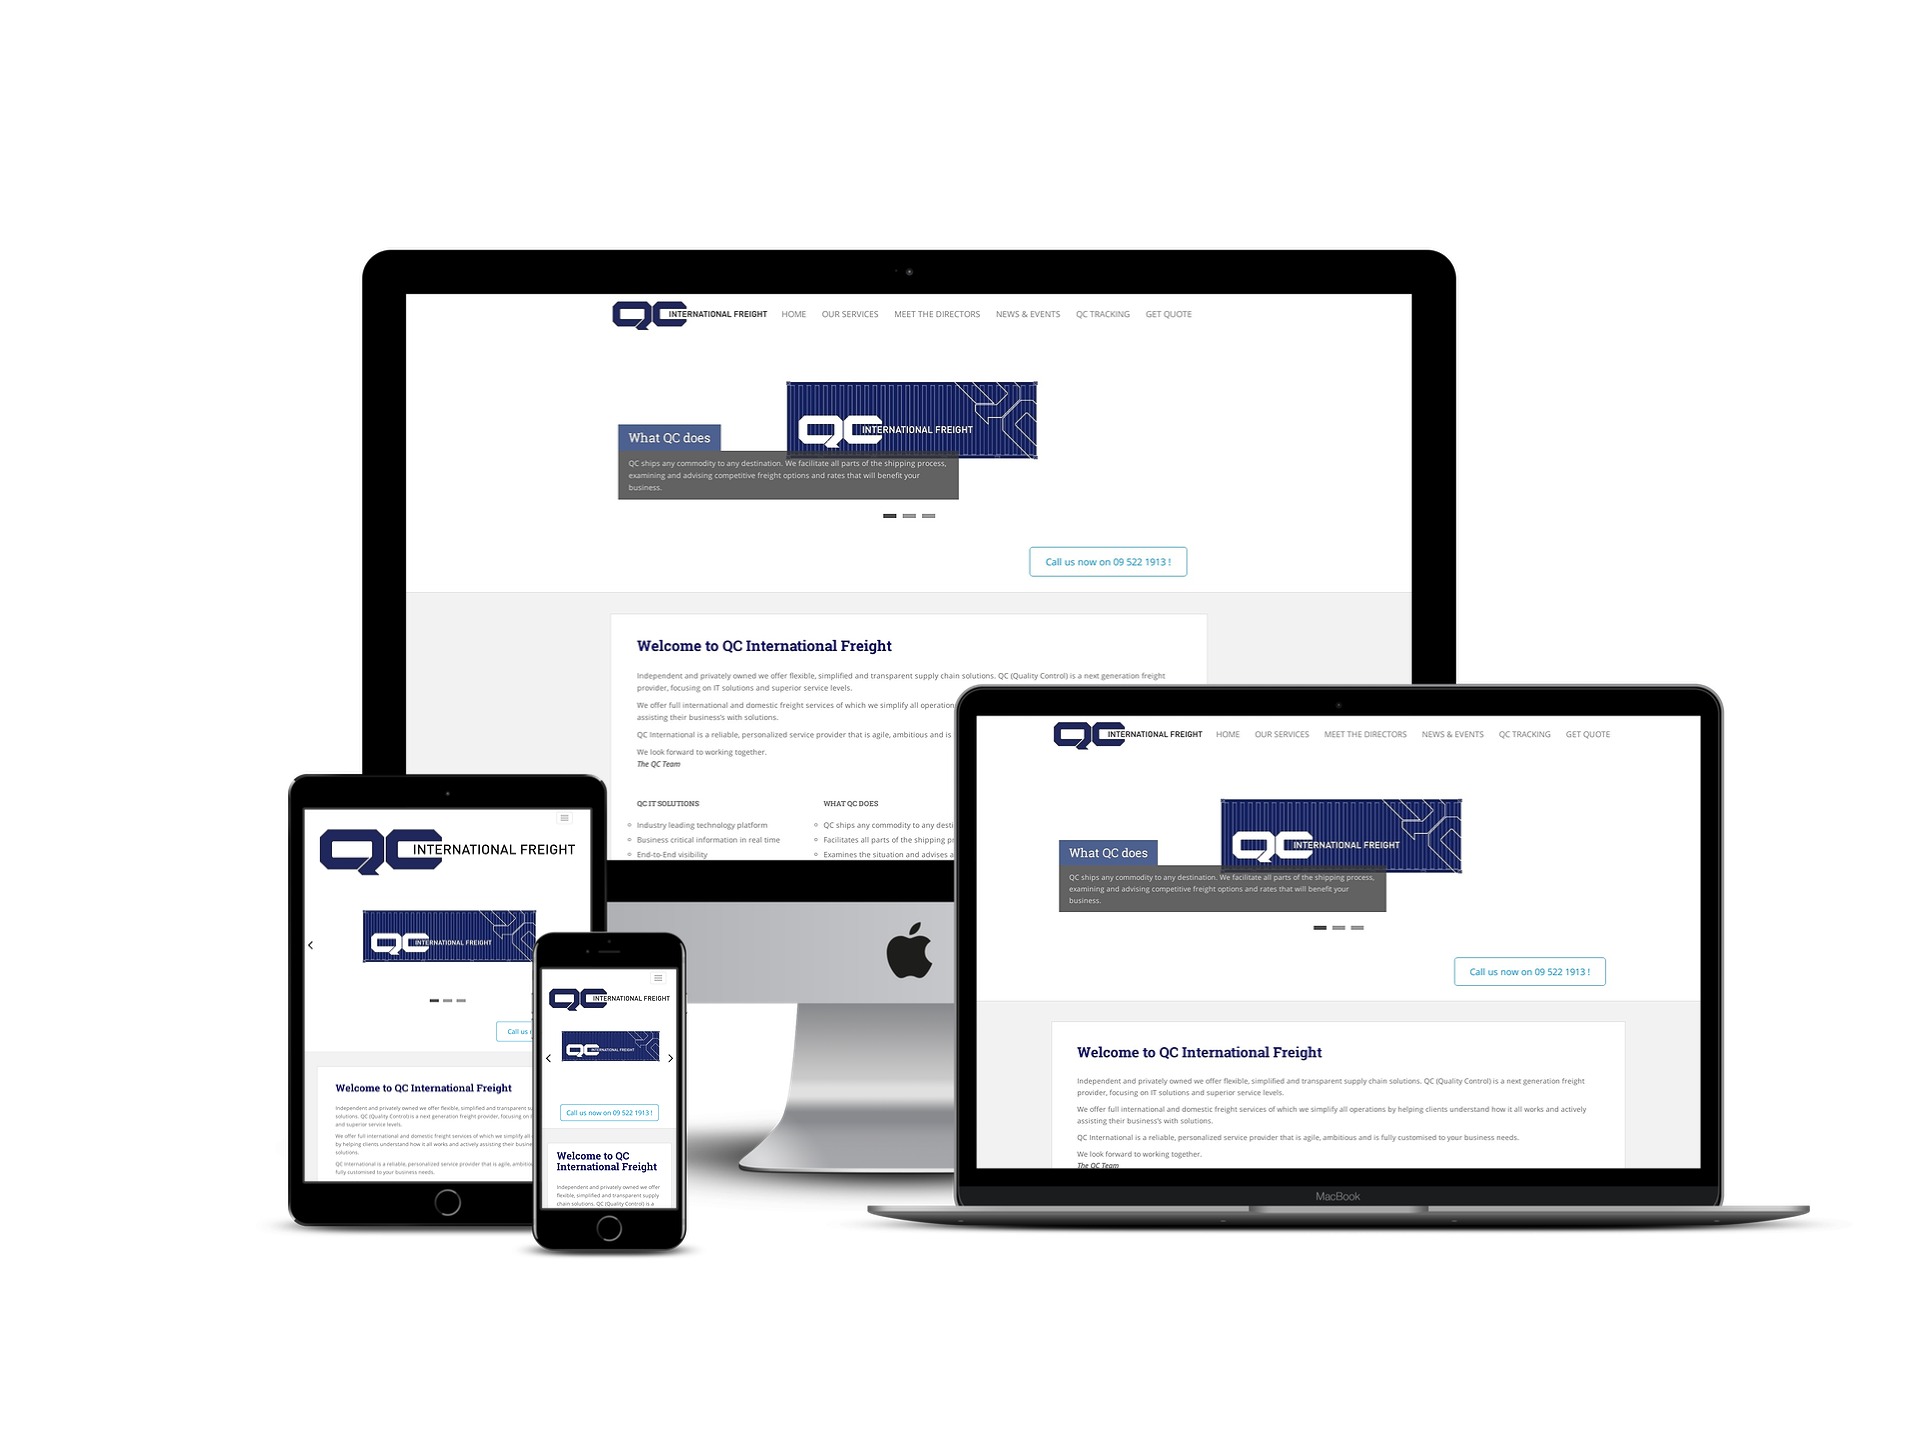 QC INTERNATIONAL FREIGHT HOME OUR SERVICES MEET THE DIRECTORS NEWS & EVENTS QC TRACKING GET QUOTE
QC INTERNATIONAL FREIGHT
What QC does
QC ships any commodity to any destination. We facilitate all parts of the shipping process,
examining and advising competitive freight options and rates that will benefit your
business.
Call us now on 09 522 1913 !
Welcome to QC International Freight
Independent and privately owned we offer flexible, simplified and transparent supply chain solutions. QC (Quality Control) is a next generation freight
provider, focusing on IT solutions and superior service levels.
We offer full international and domestic freight services of which we simplify all operation
assisting their business's with solutions.
QC International is a reliable, personalized service provider that is agile, ambitious and is
We look forward to working together.
The QC Team
QC IT SOLUTIONS WHAT QC DOES
Industry leading technology platform QC ships any commodity to any desti
Business critical information in real time Facilitates all parts of the shipping p
End-to-End visibility Examines the situation and advises a
QC INTERNATIONAL FREIGHT HOME OUR SERVICES MEET THE DIRECTORS NEWS & EVENTS QC TRACKING GET QUOTE
QC INTERNATIONAL FREIGHT
What QC does
QC ships any commodity to any destination. We facilitate all parts of the shipping process,
examining and advising competitive freight options and rates that will benefit your
business.
Call us now on 09 522 1913 !
Welcome to QC International Freight
Independent and privately owned we offer flexible, simplified and transparent supply chain solutions. QC (Quality Control) is a next generation freight
provider, focusing on IT solutions and superior service levels.
We offer full international and domestic freight services of which we simplify all operations by helping clients understand how it all works and actively
assisting their business's with solutions.
QC International is a reliable, personalized service provider that is agile, ambitious and is fully customised to your business needs.
We look forward to working together.
The QC Team
MacBook
QC INTERNATIONAL FREIGHT
QC INTERNATIONAL FREIGHT
Call us
Welcome to QC International Freight
Independent and privately owned we offer flexible, simplified and transparent su
solutions. QC (Quality Control) is a next generation freight provider, focusing on
and superior service levels.
We offer full international and domestic freight services of which we simplify all
by helping clients understand how it all works and actively assisting their busine
solutions.
QC International is a reliable, personalized service provider that is agile, ambitio
fully customised to your business needs.
QC INTERNATIONAL FREIGHT
QC INTERNATIONAL FREIGHT
Call us now on 09 522 1913 !
Welcome to QC
International Freight
Independent and privately owned we offer
flexible, simplified and transparent supply
chain solutions. QC (Quality Control) is a